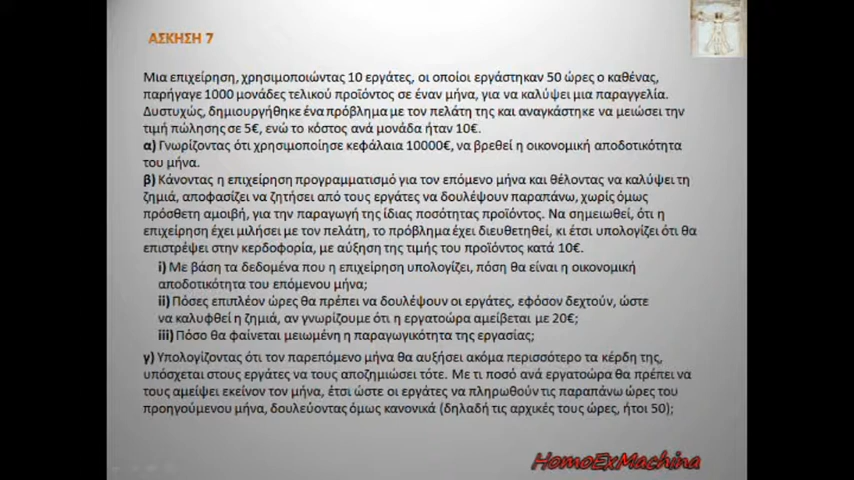 ΑΣΚΗΣΗ 7
Μια επιχείρηση, χρησιμοποιώντας 10 εργάτες, οι οποίοι εργάστηκαν 50 ώρες ο καθένας,
παρήγαγε 1000 μονάδες τελικού προϊόντος σε έναν μήνα, για να καλύψει μια παραγγελία.
Δυστυχώς, δημιουργήθηκε ένα πρόβλημα με τον πελάτη της και αναγκάστηκε να μειώσει την
τιμή πώλησης σε 5€, ενώ το κόστος ανά μονάδα ήταν 10€.
α) Γνωρίζοντας ότι χρησιμοποίησε κεφάλαια 10000€, να βρεθεί η οικονομική αποδοτικότητα
του μήνα.
β) Κάνοντας η επιχείρηση προγραμματισμό για τον επόμενο μήνα και θέλοντας να καλύψει τη
ζημιά, αποφασίζει να ζητήσει από τους εργάτες να δουλέψουν παραπάνω, χωρίς όμως
πρόσθετη αμοιβή, για την παραγωγή της ίδιας ποσότητας προϊόντος. Να σημειωθεί, ότι η
επιχείρηση έχει μιλήσει με τον πελάτη, το πρόβλημα έχει διευθετηθεί, κι έτσι υπολογίζει ότι θα
επιστρέψει στην κερδοφορία, με αύξηση της τιμής του προϊόντος κατά 10€.
i) Με βάση τα δεδομένα που η επιχείρηση υπολογίζει, πόση θα είναι η οικονομική
αποδοτικότητα του επόμενου μήνα;
ii) Πόσες επιπλέον ώρες θα πρέπει να δουλέψουν οι εργάτες, εφόσον δεχτούν, ώστε
να καλυφθεί η ζημιά, αν γνωρίζουμε ότι η εργατοώρα αμείβεται με 20€;
iii) Πόσο θα φαίνεται μειωμένη η παραγωγικότητα της εργασίας;
γ) Υπολογίζοντας ότι τον παρεπόμενο μήνα θα αυξήσει ακόμα περισσότερο τα κέρδη της,
υπόσχεται στους εργάτες να τους αποζημιώσει τότε. Με τι ποσό ανά εργατοώρα θα πρέπει να
τους αμείψει εκείνον τον μήνα, έτσι ώστε οι εργάτες να πληρωθούν τις παραπάνω ώρες του
προηγούμενου μήνα, δουλεύοντας όμως κανονικά (δηλαδή τις αρχικές τους ώρες, ήτοι 50);
HomoExMachina